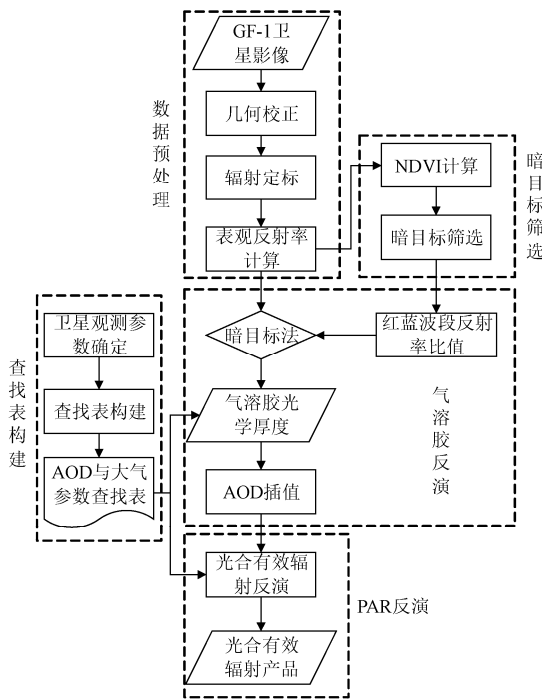 GF-1卫
星影像
几何校正
辐射定标
表观反射率
计算
数据预处理
NDVI计算
暗目标筛选
暗目标筛选
卫星观测参
数确定
查找表构建
AOD与大气
参数查找表
查找表构建
暗目标法
红蓝波段反射
率比值
气溶胶光
学厚度
AOD插值
气溶胶反演
光合有效辐
射反演
光合有效
辐射产品
PAR反演